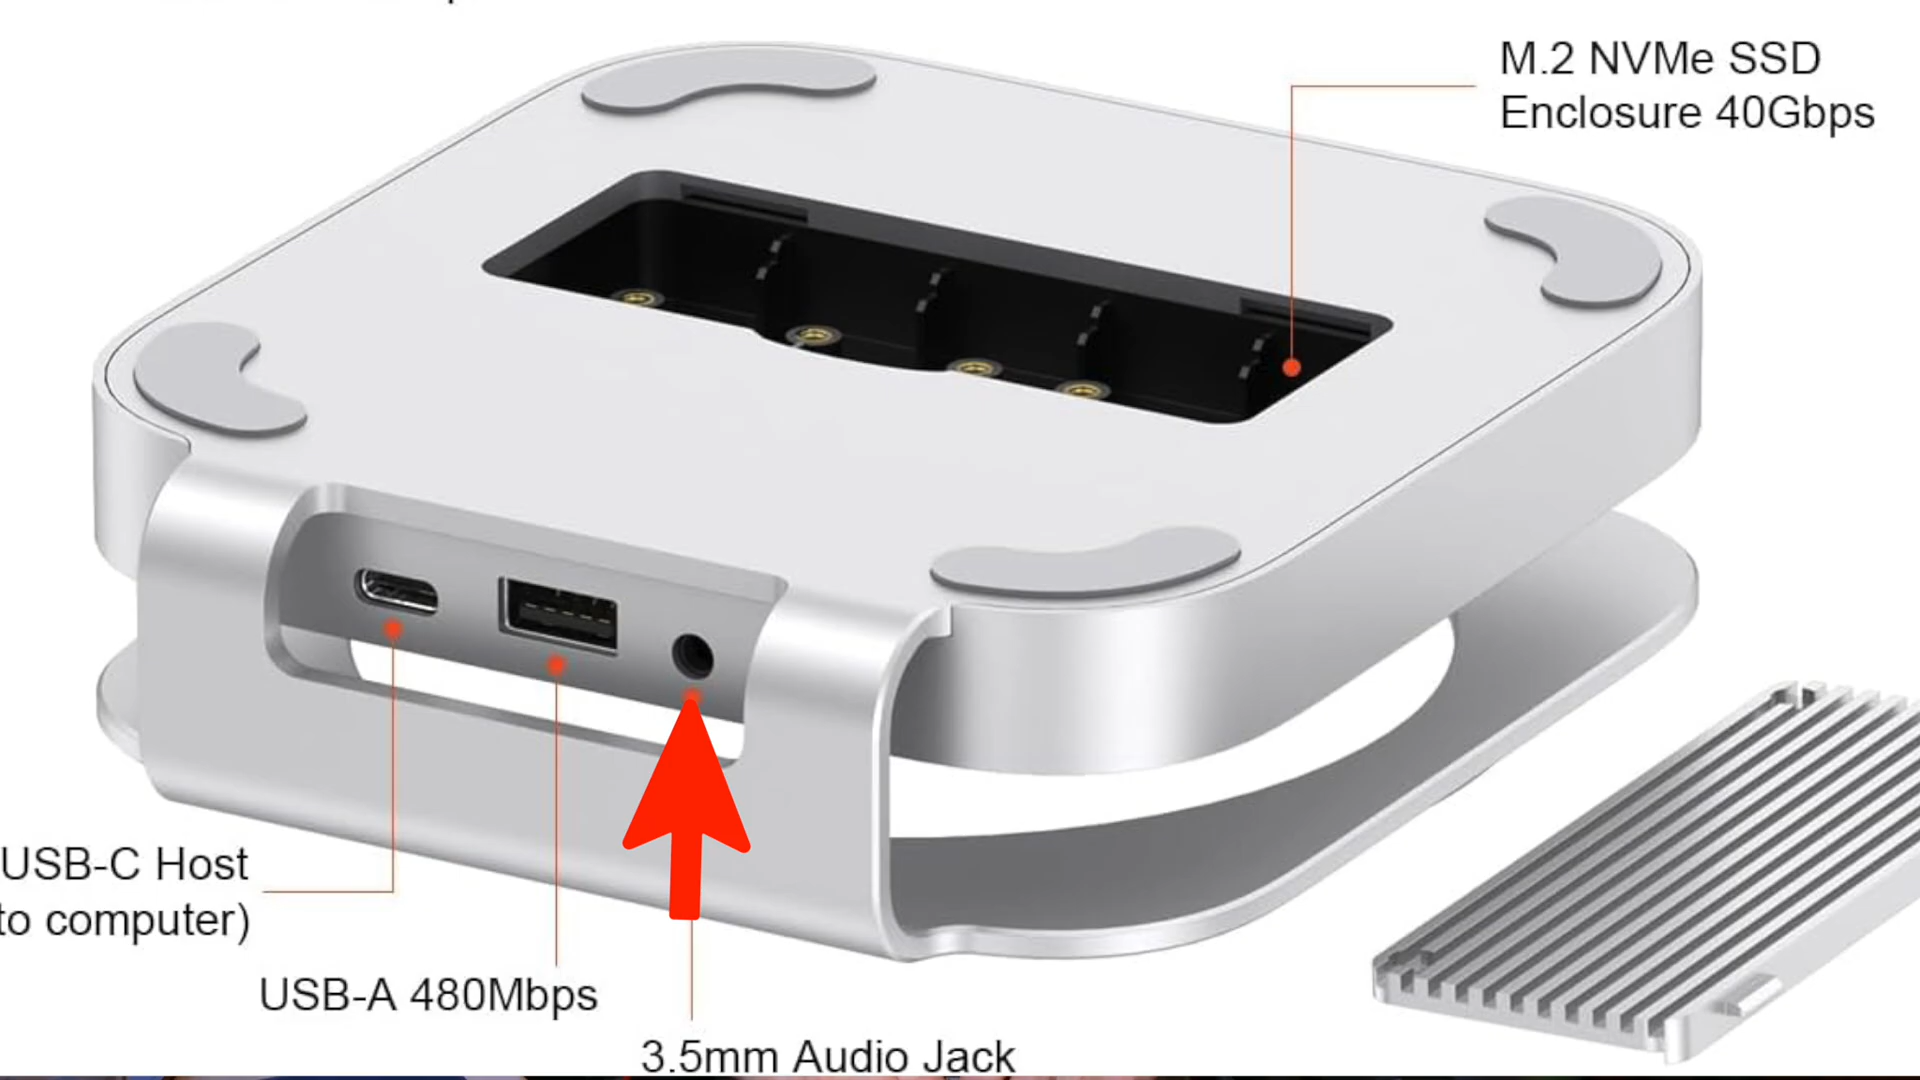 M.2 NVMe SSD
Enclosure 40Gbps
USB-C Host
to computer)
USB-A 480Mbps
3.5mm Audio Jack